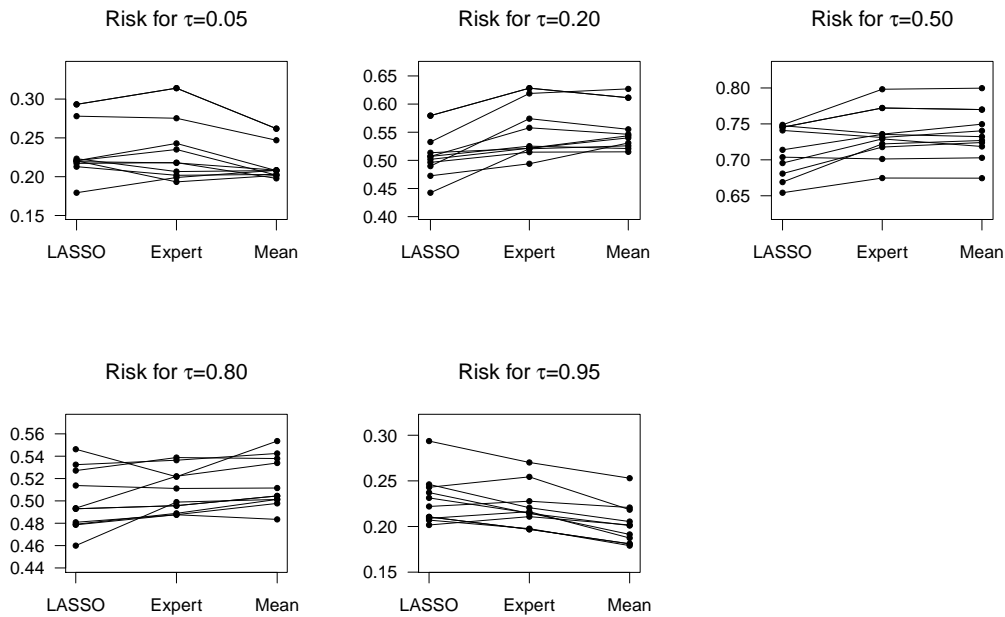 Risk for τ=0.05
0.30
0.25
0.20
0.15
LASSO Expert Mean
Risk for τ=0.20
0.65
0.60
0.55
0.50
0.45
0.40
LASSO Expert Mean
Risk for τ=0.50
0.80
0.75
0.70
0.65
LASSO Expert Mean
Risk for τ=0.80
0.56
0.54
0.52
0.50
0.48
0.46
0.44
LASSO Expert Mean
Risk for τ=0.95
0.30
0.25
0.20
0.15
LASSO Expert Mean